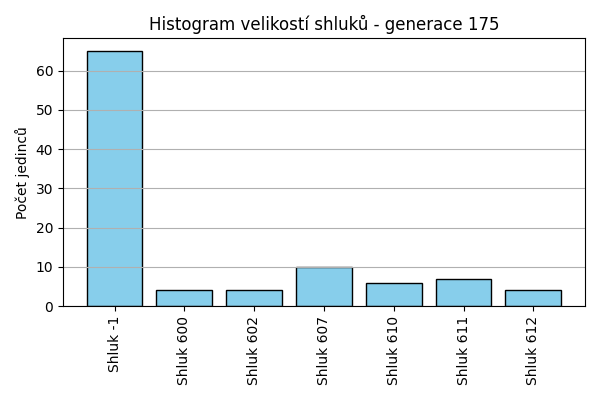 Histogram velikostí shluků - generace 175
Počet jedinců
60
50
40
30
20
10
0
Shluk -1
Shluk 600
Shluk 602
Shluk 607
Shluk 610
Shluk 611
Shluk 612